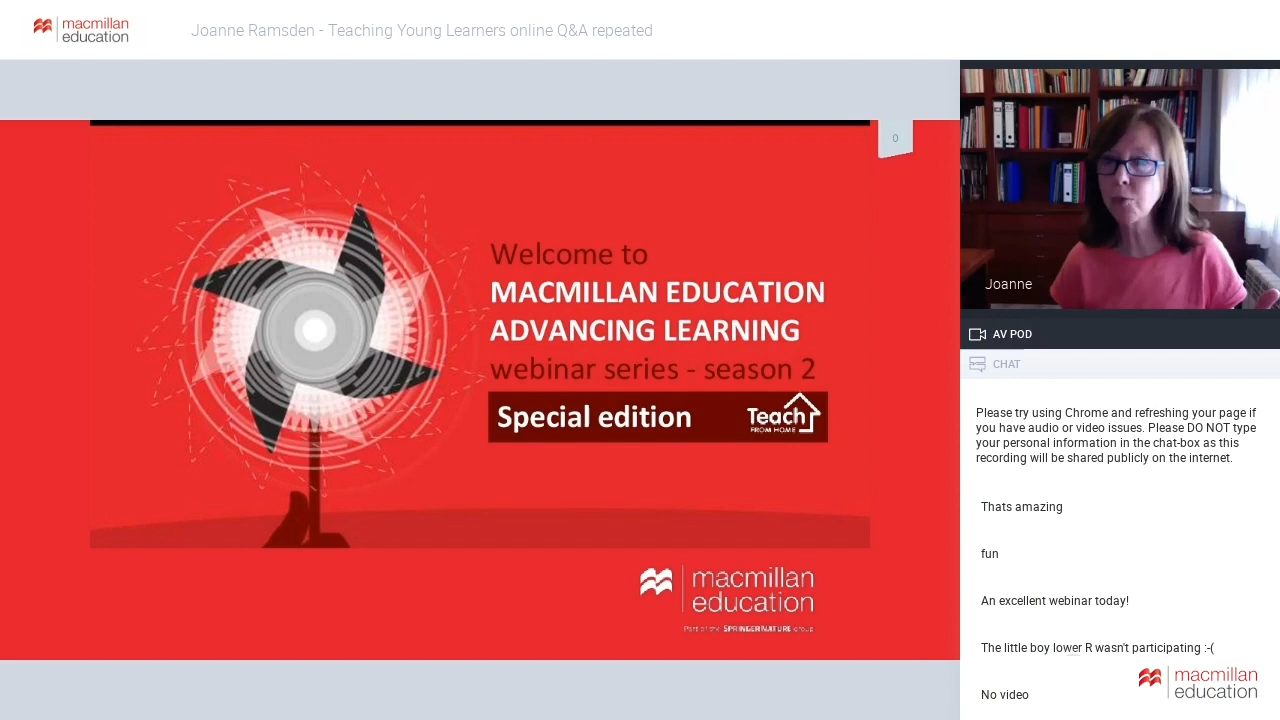 macmillan
education
Joanne Ramsden - Teaching Young Learners online Q&A repeated
0
Welcome to
MACMILLAN EDUCATION
ADVANCING LEARNING
webinar series - season 2
Special edition
Teach
FROM HOME
macmillan
education
Part of the SPRINGER NATURE group
Joanne
AV POD
CHAT
Please try using Chrome and refreshing your page if
you have audio or video issues. Please DO NOT type
your personal information in the chat-box as this
recording will be shared publicly on the internet.
Thats amazing
fun
An excellent webinar today!
The little boy lower R wasn't participating :-(
No video
macmillan
education